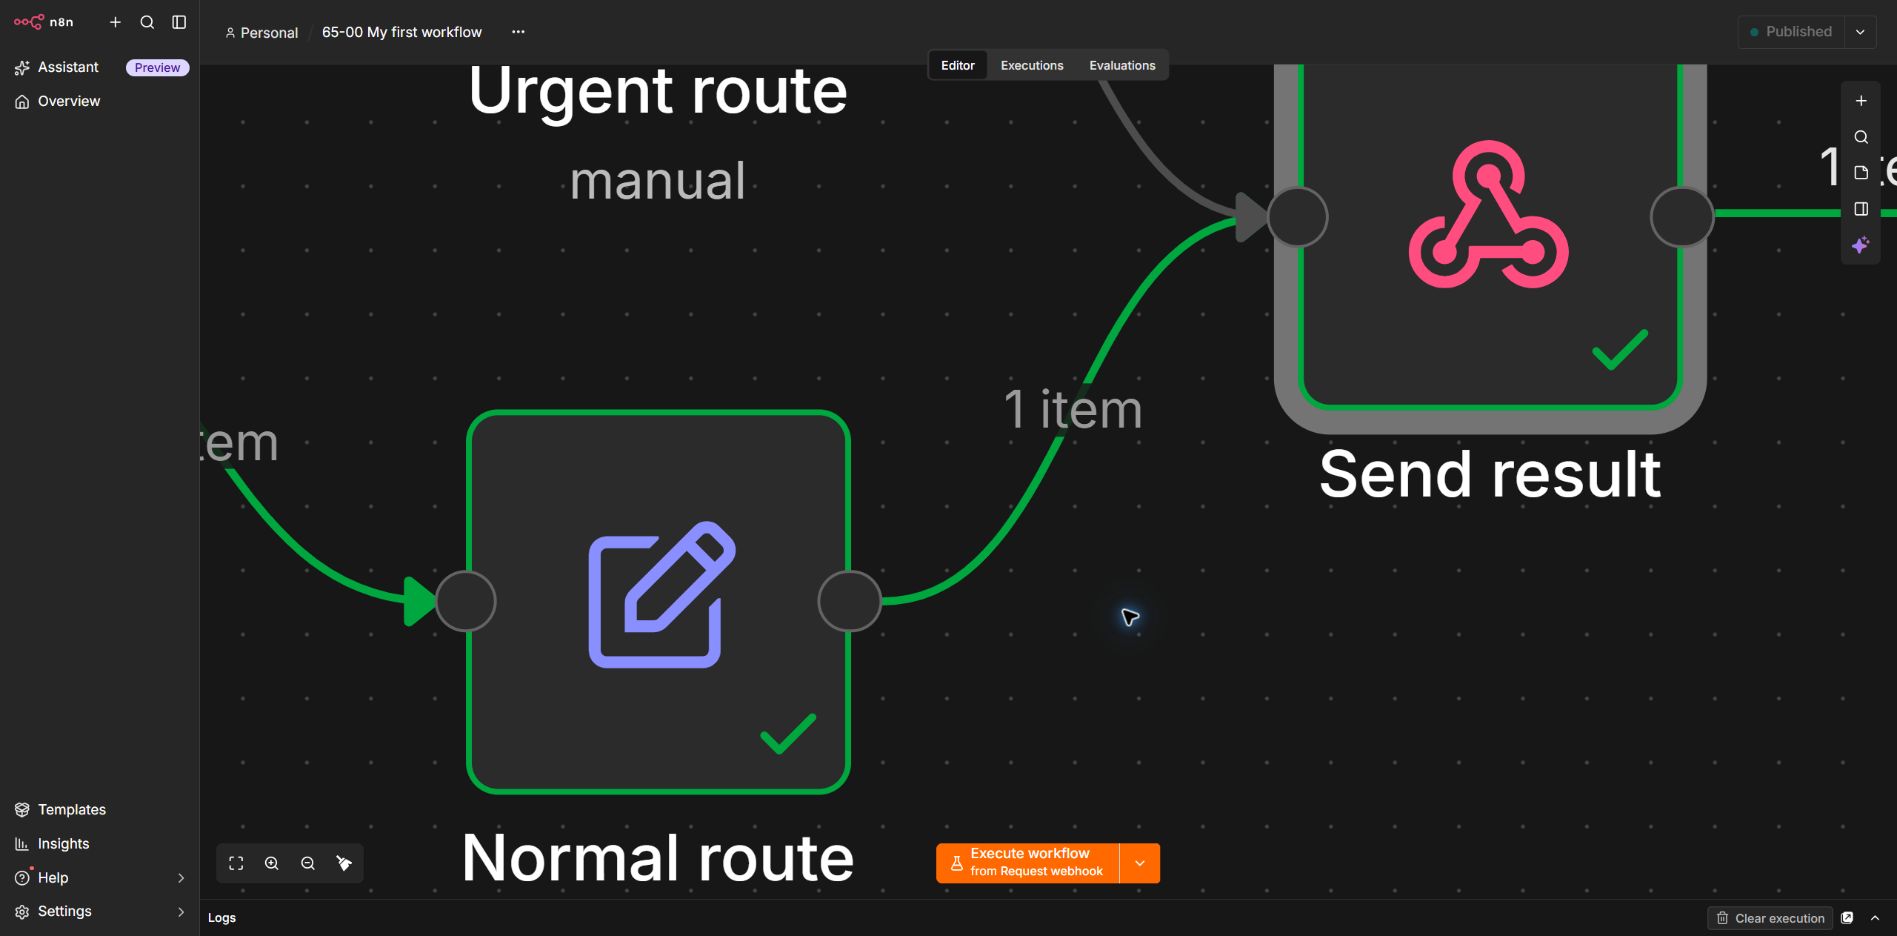 n8n
Personal / 65-00 My first workflow ...
Published
Assistant Preview
Editor Executions Evaluations
Overview
Urgent route
manual
1 item
Send result
Normal route
Execute workflow
from Request webhook
Templates
Insights
Help
Settings
Logs
Clear execution